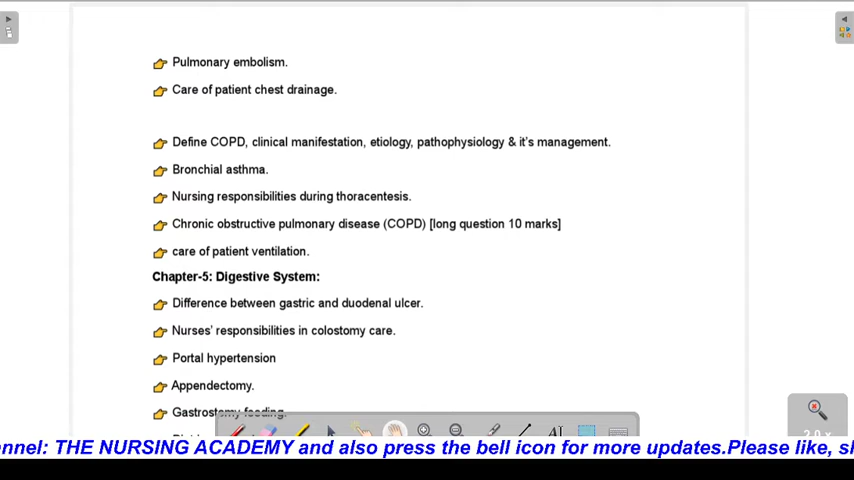 Pulmonary embolism.
Care of patient chest drainage.
Define COPD, clinical manifestation, etiology, pathophysiology & it's management.
Bronchial asthma.
Nursing responsibilities during thoracentesis.
Chronic obstructive pulmonary disease (COPD) [long question 10 marks]
care of patient ventilation.
Chapter-5: Digestive System:
Difference between gastric and duodenal ulcer.
Nurses' responsibilities in colostomy care.
Portal hypertension
Appendectomy.
Gastrostomy feeding.
2.0 x
nnel: THE NURSING ACADEMY and also press the bell icon for more updates.Please like, sh